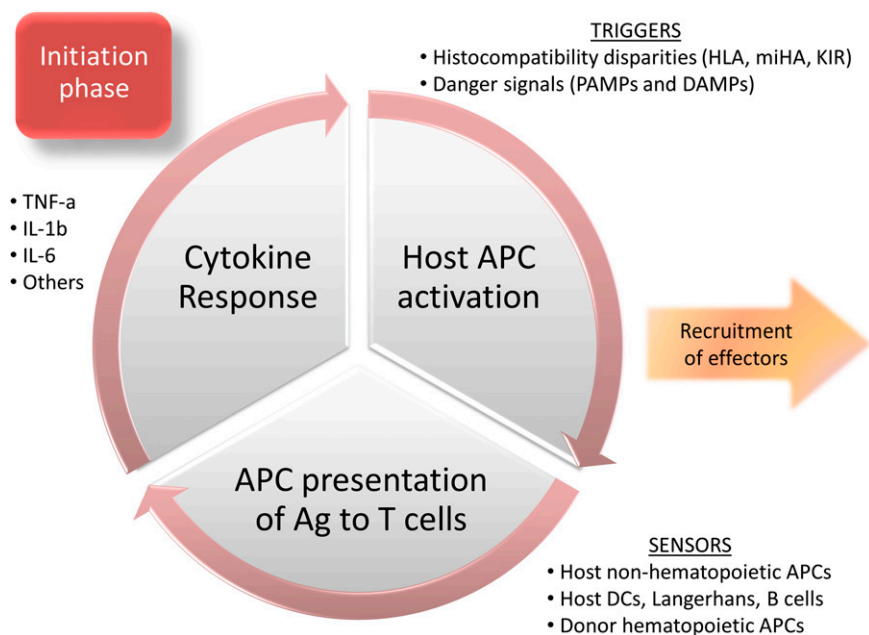 Initiation
phase
TRIGGERS
• Histocompatibility disparities (HLA, miHA, KIR)
• Danger signals (PAMPs and DAMPs)
• TNF-a
• IL-1b
• IL-6
• Others
Cytokine
Response
Host APC
activation
Recruitment
of effectors
APC presentation
of Ag to T cells
SENSORS
• Host non-hematopoietic APCs
• Host DCs, Langerhans, B cells
• Donor hematopoietic APCs